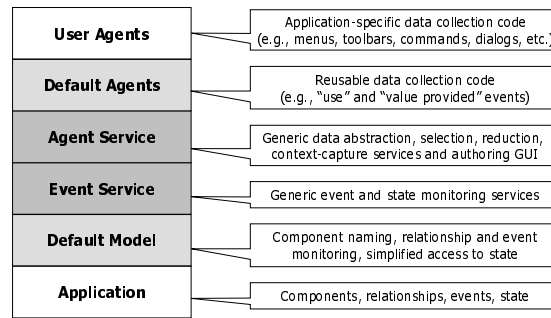 User Agents
Application-specific data collection code
(e.g., menus, toolbars, commands, dialogs, etc.)
Default Agents
Reusable data collection code
(e.g., “use” and “value provided” events)
Agent Service
Generic data abstraction, selection, reduction,
context-capture services and authoring GUI
Event Service
Generic event and state monitoring services
Default Model
Component naming, relationship and event
monitoring, simplified access to state
Application
Components, relationships, events, state